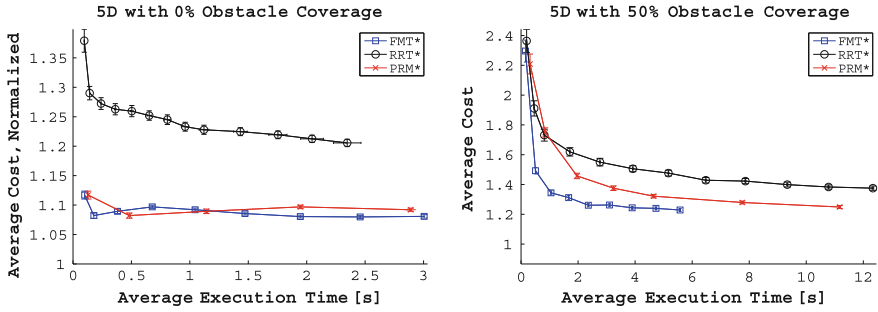 5D with 0% Obstacle Coverage
Average Cost, Normalized
1.35
1.3
1.25
1.2
1.15
1.1
1.05
1
0
0.5
1
1.5
2
2.5
3
Average Execution Time [s]
FMT*
RRT*
PRM*
5D with 50% Obstacle Coverage
Average Cost
2.4
2.2
2
1.8
1.6
1.4
1.2
1
0
2
4
6
8
10
12
Average Execution Time [s]
FMT*
RRT*
PRM*